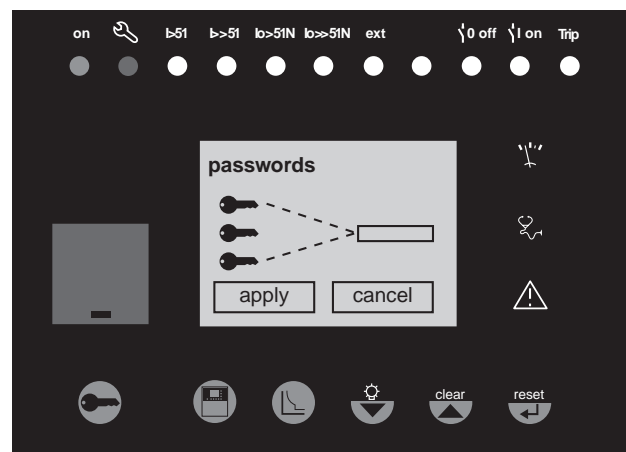 on I>51 I>>51 Io>51N Io>>51N ext 0 off I on Trip
passwords
apply cancel
clear reset